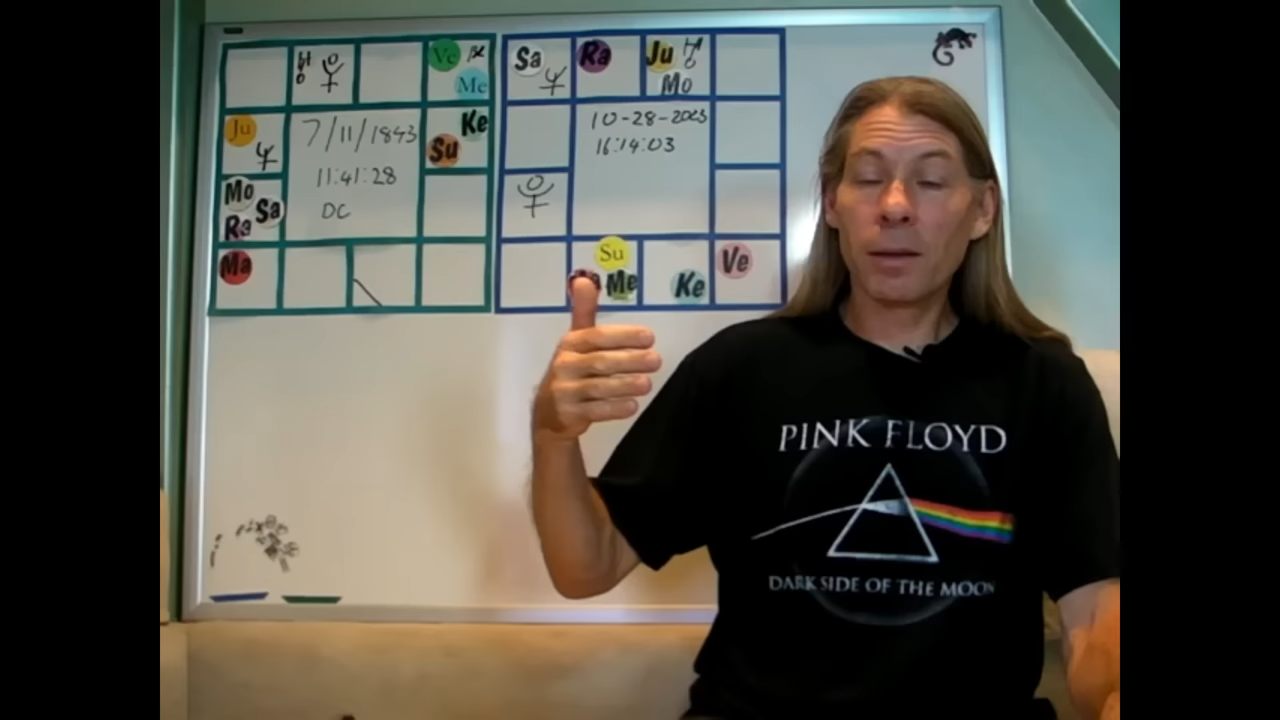 Ve
Me
Ju
Ke
Su
7/11/1843
11:41:28
DC
Mo
Sa
Ra
Ma
Sa
Ra
Ju
Mo
10-28-2023
16:14:03
Su
Me
Ke
Ve
PINK FLOYD
DARK SIDE OF THE MOON